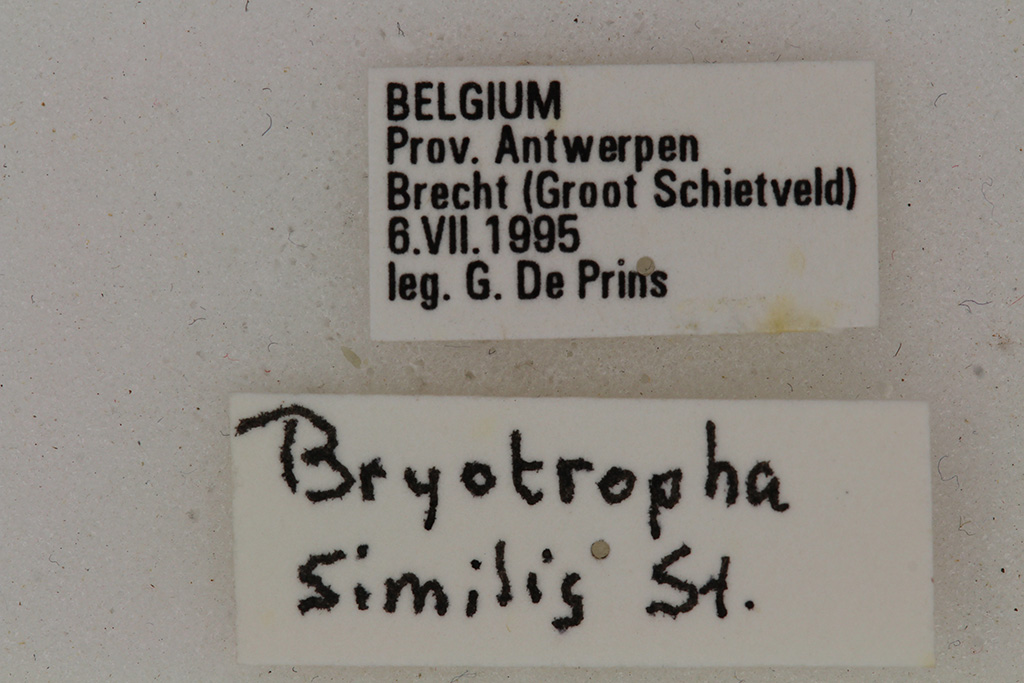 BELGIUM
Prov. Antwerpen
Brecht (Groot Schietveld)
6.VII.1995
leg. G. De Prins
Bryotropha
similis St.